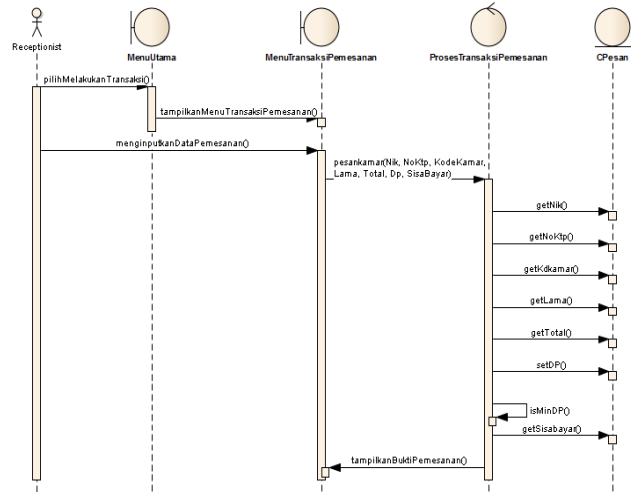 Receptionist
MenuUtama
MenuTransaksiPemesanan
ProsesTransaksiPemesanan
CPesan
pilihMelakukanTransaksi()
tampilkanMenuTransaksiPemesanan()
menginputkanDataPemesanan()
pesankamar(Nik, NoKtp, KodeKamar,
Lama, Total, Dp, SisaBayar)
getNik()
getNoKtp()
getKdkamar()
getLama()
getTotal()
setDP()
isMinDP()
getSisabayar()
tampilkanBuktiPemesanan()